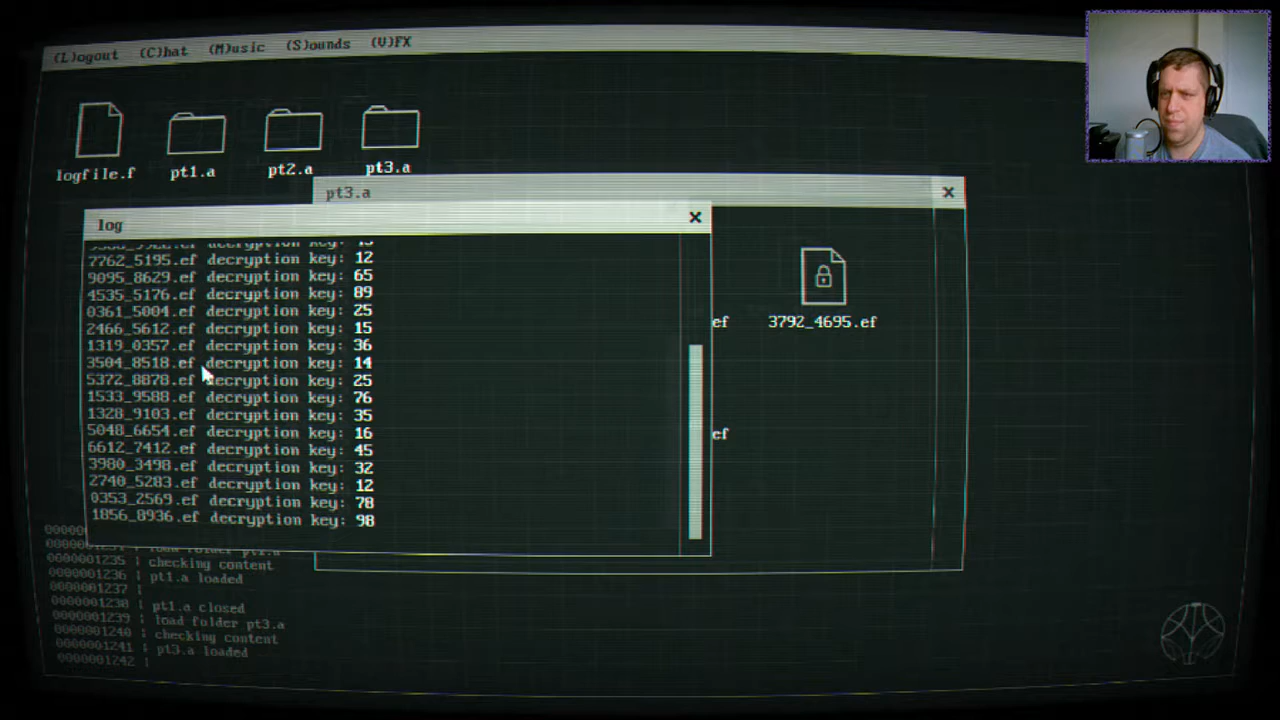 (L)ogout (C)hat (M)usic (S)ounds (V)FX
logfile.f pt1.a pt2.a pt3.a
pt3.a
log
7762_5195.ef decryption key: 12
9095_8629.ef decryption key: 65
4535_5176.ef decryption key: 89
0361_5004.ef decryption key: 25
2466_5612.ef decryption key: 15
1319_0357.ef decryption key: 36
3504_8518.ef decryption key: 14
5372_8878.ef decryption key: 25
1533_9588.ef decryption key: 76
1328_9103.ef decryption key: 35
5048_6654.ef decryption key: 16
6612_7412.ef decryption key: 45
3980_3498.ef decryption key: 32
2740_5283.ef decryption key: 12
0353_2569.ef decryption key: 78
1856_8936.ef decryption key: 98
ef 3792_4695.ef
ef
load folder pt1.a
0000001235 | checking content
0000001236 | pt1.a loaded
0000001237 |
0000001238 | pt1.a closed
0000001239 | load folder pt3.a
0000001240 | checking content
0000001241 | pt3.a loaded
0000001242 |